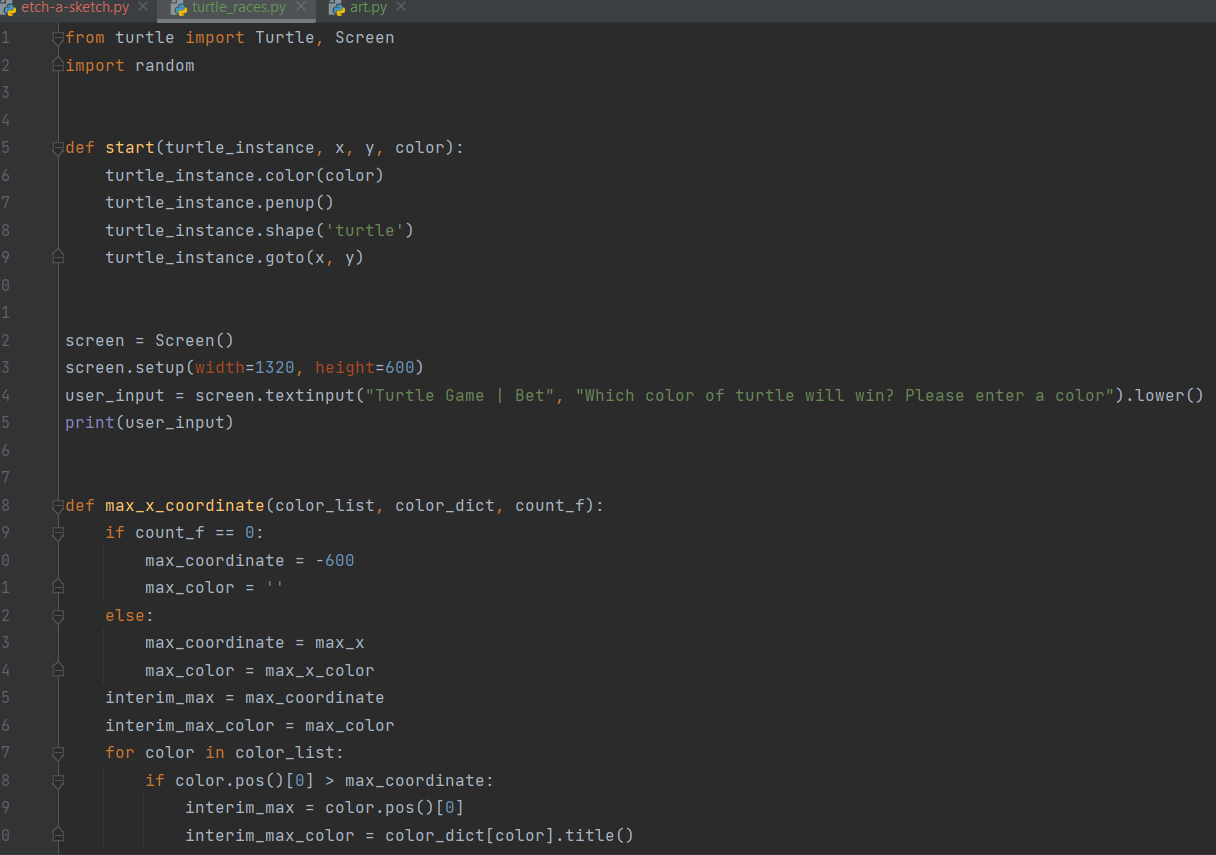 etch-a-sketch.py × turtle_races.py × art.py ×
1 from turtle import Turtle, Screen
2 import random
3
4
5 def start(turtle_instance, x, y, color):
6     turtle_instance.color(color)
7     turtle_instance.penup()
8     turtle_instance.shape('turtle')
9     turtle_instance.goto(x, y)
0
1
2 screen = Screen()
3 screen.setup(width=1320, height=600)
4 user_input = screen.textinput("Turtle Game | Bet", "Which color of turtle will win? Please enter a color").lower()
5 print(user_input)
6
7
8 def max_x_coordinate(color_list, color_dict, count_f):
9     if count_f == 0:
0         max_coordinate = -600
1         max_color = ''
2     else:
3         max_coordinate = max_x
4         max_color = max_x_color
5     interim_max = max_coordinate
6     interim_max_color = max_color
7     for color in color_list:
8         if color.pos()[0] > max_coordinate:
9             interim_max = color.pos()[0]
0             interim_max_color = color_dict[color].title()